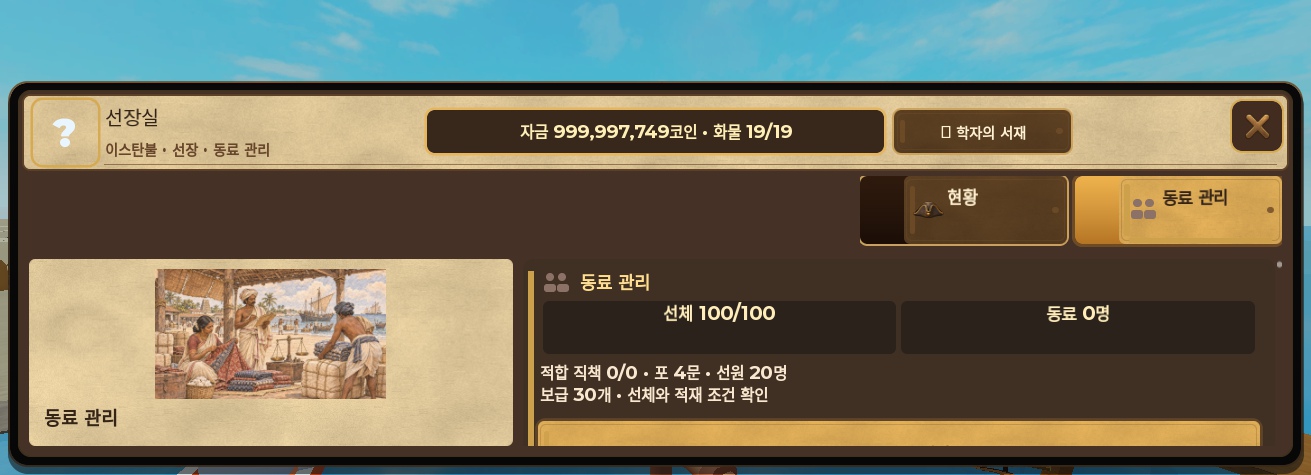 ?
선장실
이스탄불 • 선장 • 동료 관리
자금 999,997,749코인 • 화물 19/19
학자의 서재
현황
동료 관리
동료 관리
동료 관리
선체 100/100
동료 0명
적합 직책 0/0 • 포 4문 • 선원 20명
보급 30개 • 선체와 적재 조건 확인